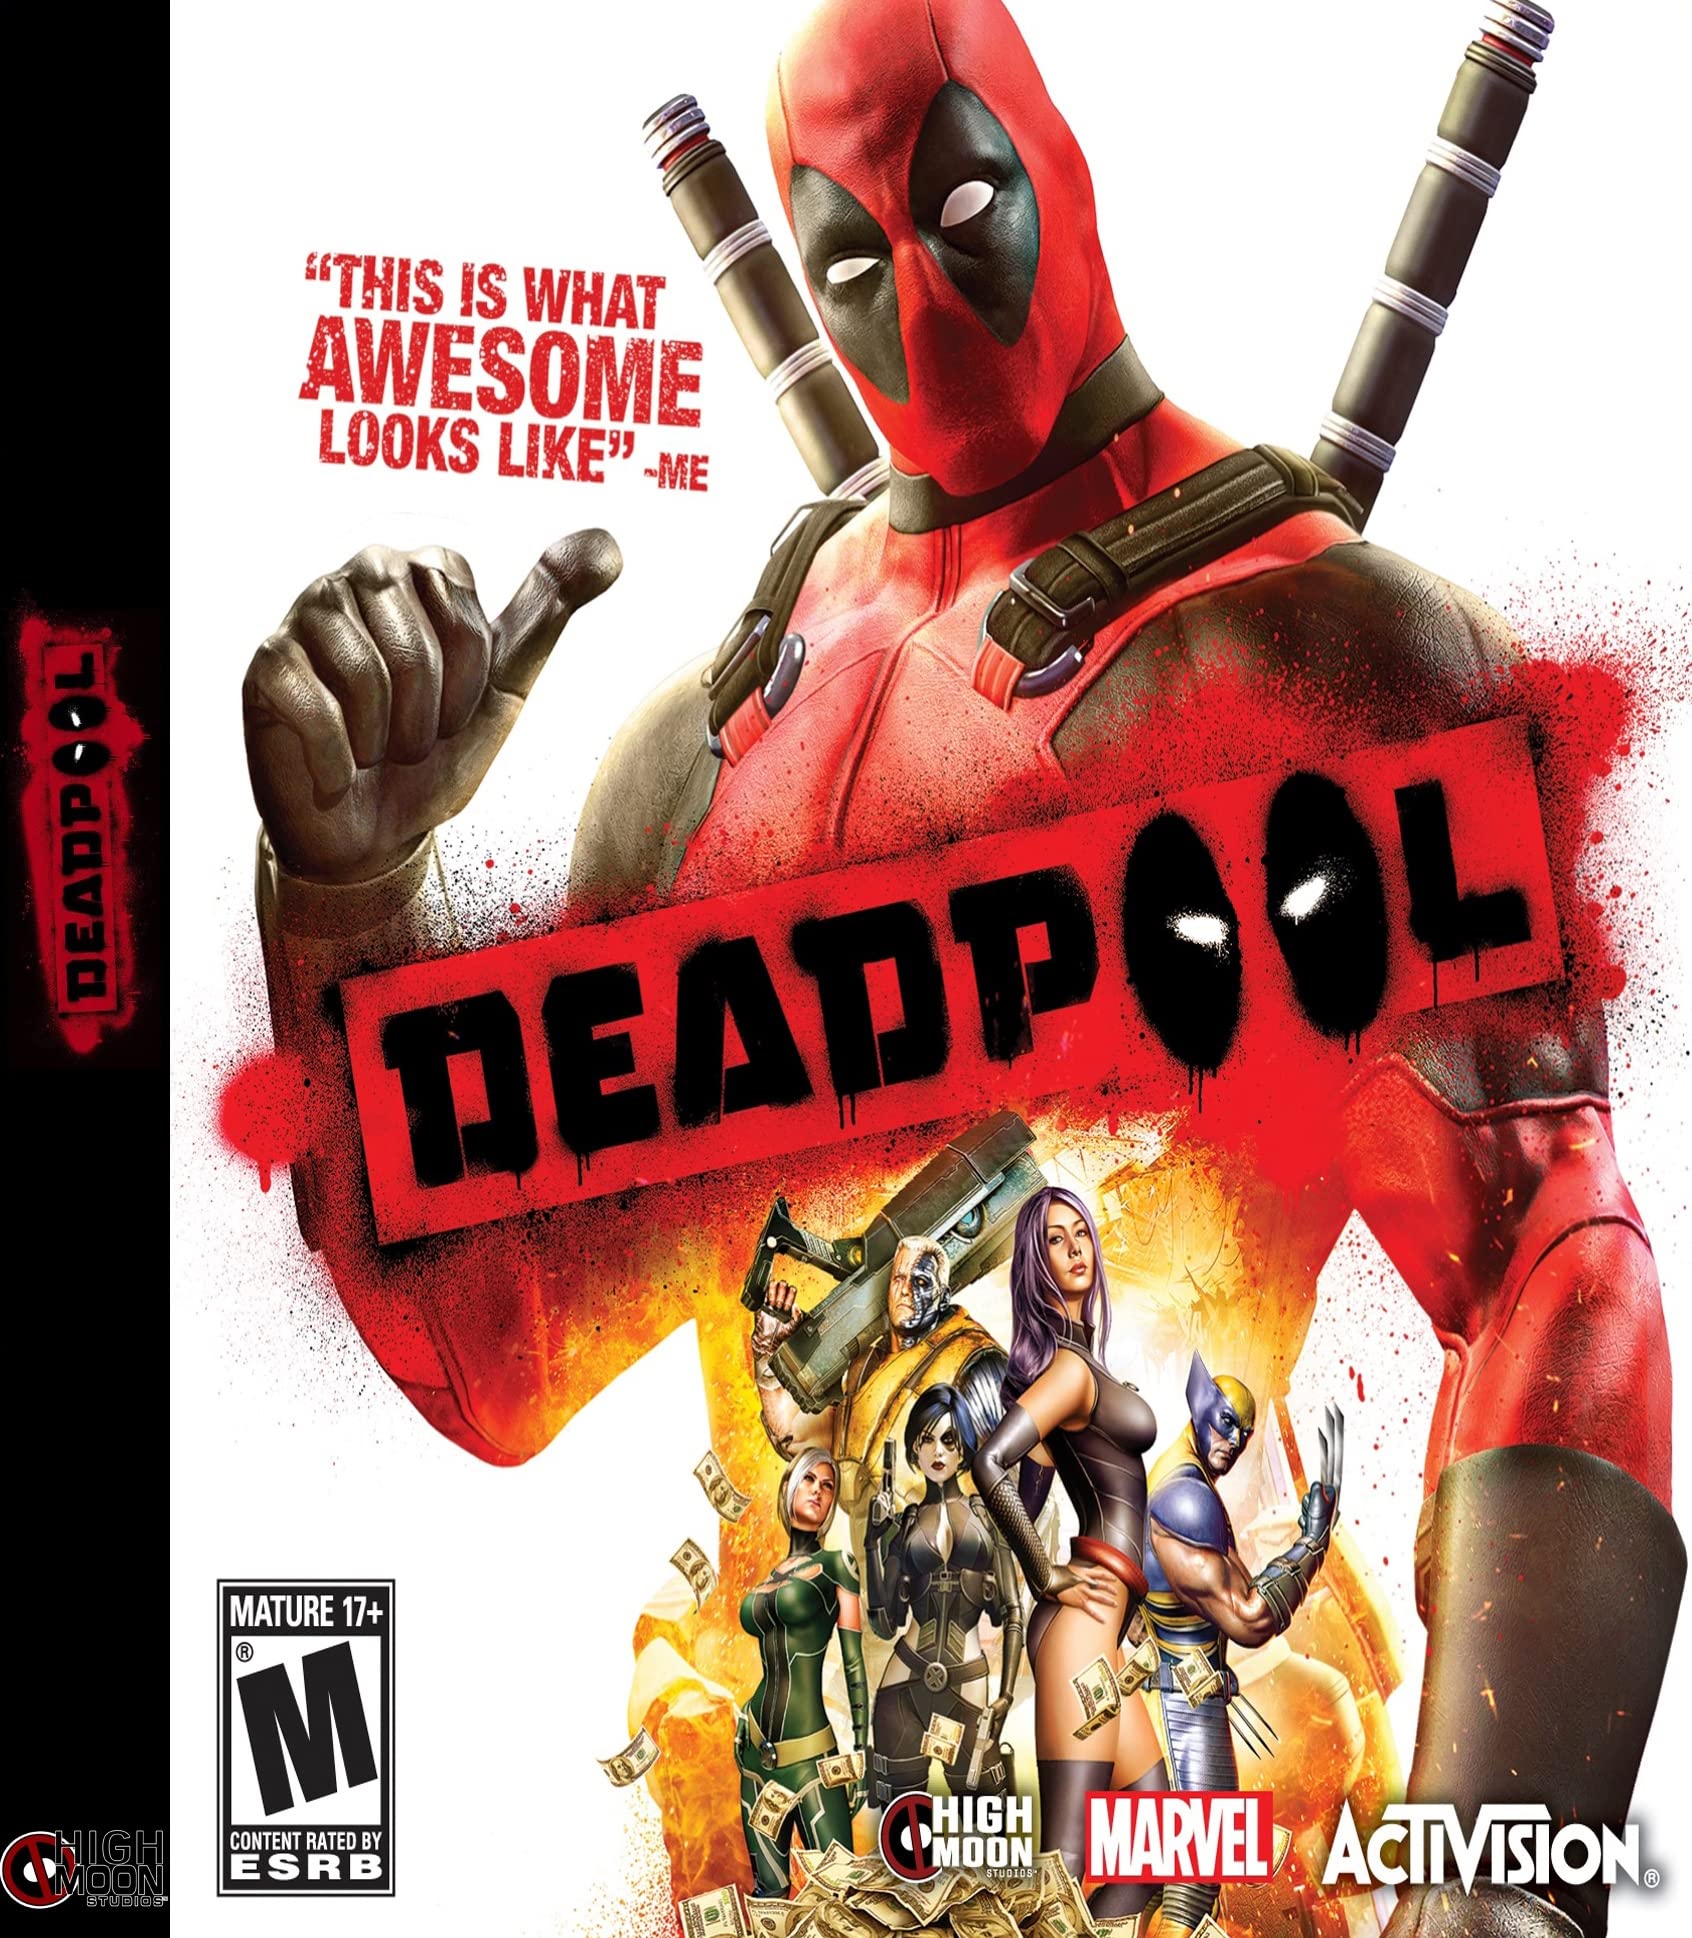 DEADPOOL
HIGH
MOON
STUDIOS
"THIS IS WHAT
AWESOME
LOOKS LIKE" -ME
DEADPOOL
MATURE 17+
M®
CONTENT RATED BY
ESRB
HIGH
MOON
STUDIOS
MARVEL
ACTIVISION®